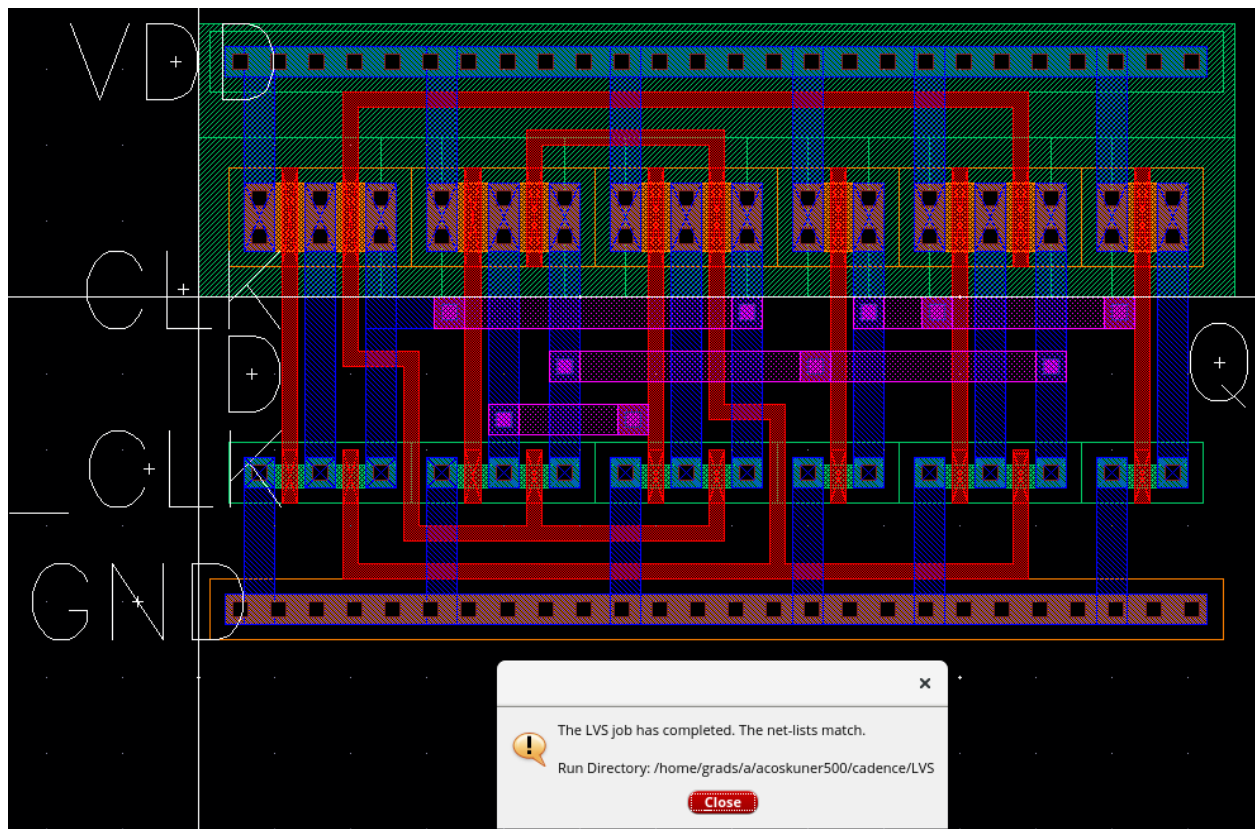 VDD
CLK
D
Q
_CLK
GND
The LVS job has completed. The net-lists match.
Run Directory: /home/grads/a/acoskuner500/cadence/LVS
Close